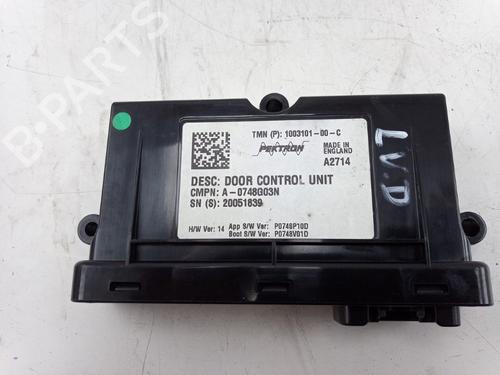 B-PARTS
TMN (P): 1003101-00-C
PEKTRON
MADE IN
ENGLAND
A2714
DESC: DOOR CONTROL UNIT
CMPN: A-0748G03N
SN (S): 20051839
H/W Ver: 14 App S/W Ver: P0748P10D
Boot S/W Ver: P0748V01D
L.V.D